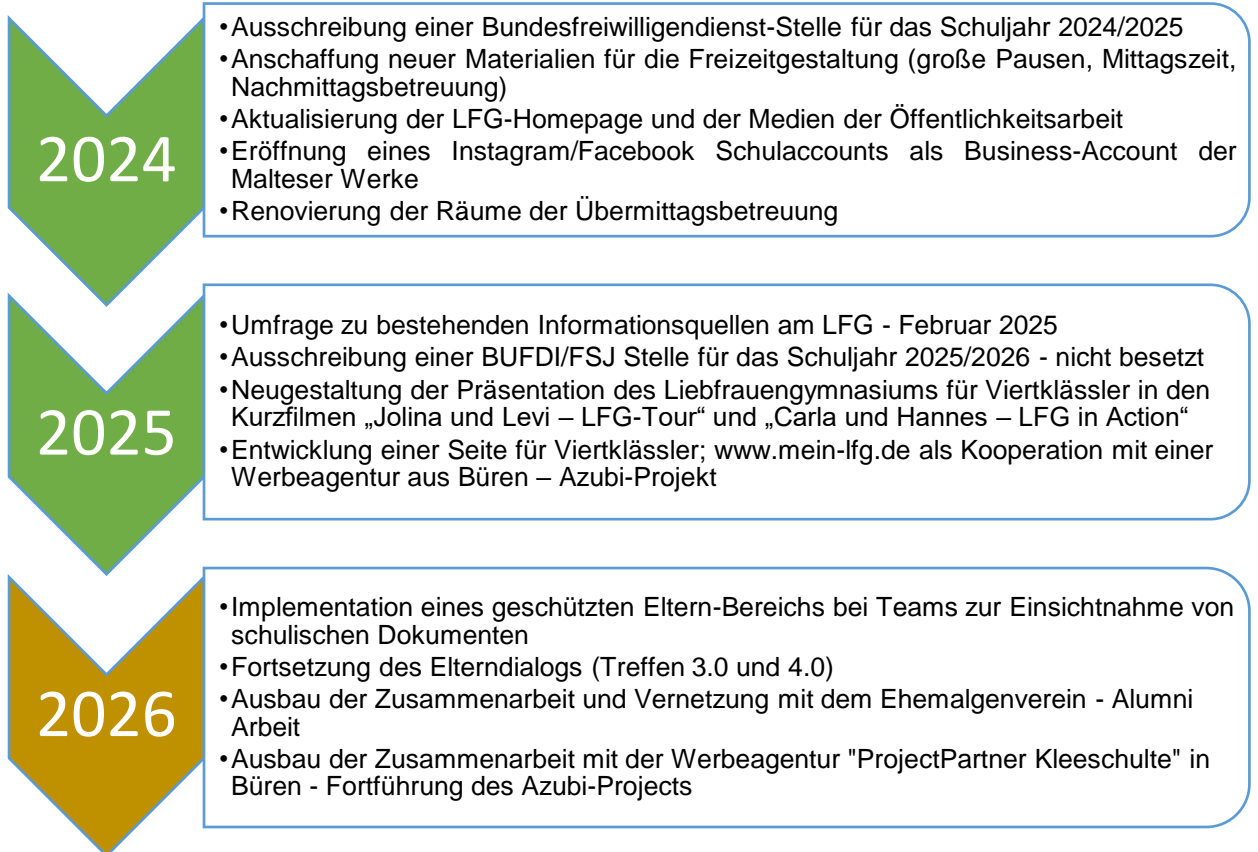 2024
•Ausschreibung einer Bundesfreiwilligendienst-Stelle für das Schuljahr 2024/2025
•Anschaffung neuer Materialien für die Freizeitgestaltung (große Pausen, Mittagszeit,
Nachmittagsbetreuung)
•Aktualisierung der LFG-Homepage und der Medien der Öffentlichkeitsarbeit
•Eröffnung eines Instagram/Facebook Schulaccounts als Business-Account der
Malteser Werke
•Renovierung der Räume der Übermittagsbetreuung
2025
•Umfrage zu bestehenden Informationsquellen am LFG - Februar 2025
•Ausschreibung einer BUFDI/FSJ Stelle für das Schuljahr 2025/2026 - nicht besetzt
•Neugestaltung der Präsentation des Liebfrauengymnasiums für Viertklässler in den
Kurzfilmen „Jolina und Levi – LFG-Tour“ und „Carla und Hannes – LFG in Action“
•Entwicklung einer Seite für Viertklässler; www.mein-lfg.de als Kooperation mit einer
Werbeagentur aus Büren – Azubi-Projekt
2026
•Implementation eines geschützten Eltern-Bereichs bei Teams zur Einsichtnahme von
schulischen Dokumenten
•Fortsetzung des Elterndialogs (Treffen 3.0 und 4.0)
•Ausbau der Zusammenarbeit und Vernetzung mit dem Ehemalgenverein - Alumni
Arbeit
•Ausbau der Zusammenarbeit mit der Werbeagentur "ProjectPartner Kleeschulte" in
Büren - Fortführung des Azubi-Projects